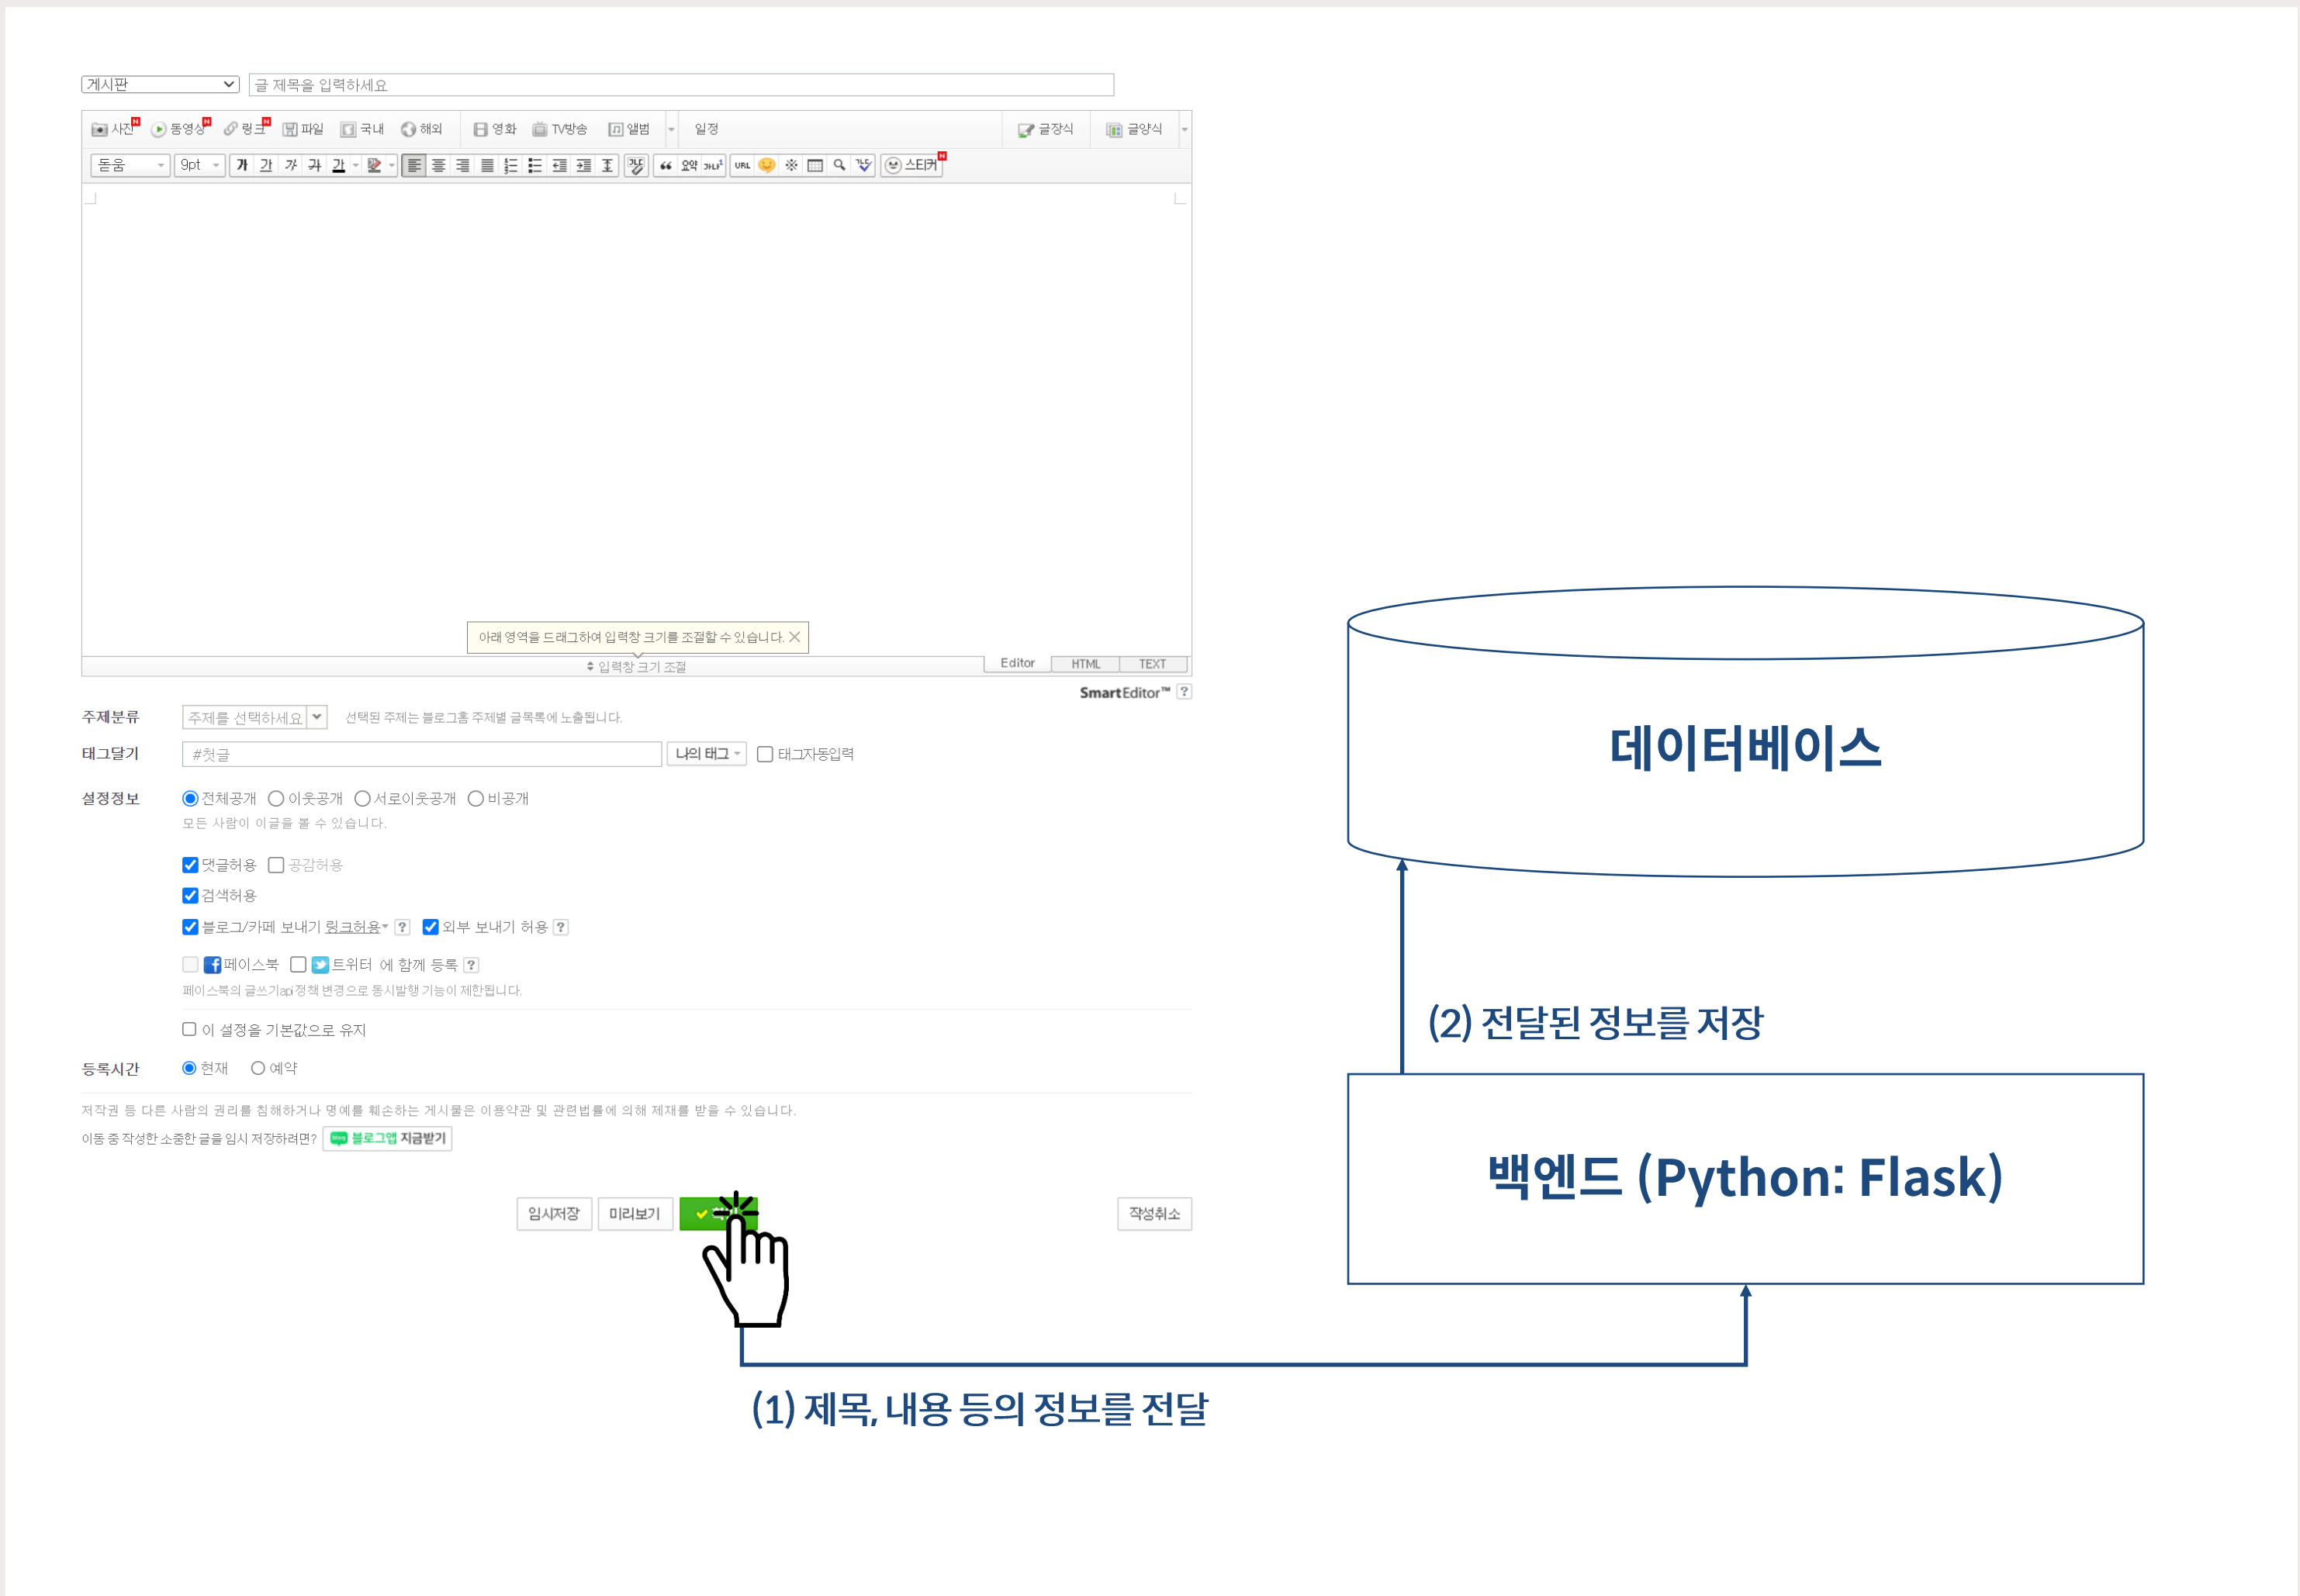 게시판 글 제목을 입력하세요
사진 동영상 링크 파일 국내 해외 영화 TV방송 앨범 일정 글장식 글양식
돋움 9pt 가 간 가 가 간 요약 가나다¹ URL ※ 스티커
아래 영역을 드래그하여 입력창 크기를 조절할 수 있습니다.
입력창 크기 조절 Editor HTML TEXT
SmartEditor™ ?
주제분류 주제를 선택하세요 선택된 주제는 블로그홈 주제별 글목록에 노출됩니다.
태그달기 #첫글 나의 태그 태그자동입력
설정정보 전체공개 이웃공개 서로이웃공개 비공개
모든 사람이 이글을 볼 수 있습니다.
댓글허용 공감허용
검색허용
블로그/카페 보내기 링크허용 ? 외부 보내기 허용 ?
페이스북 트위터 에 함께 등록 ?
페이스북의 글쓰기api정책 변경으로 동시발행 기능이 제한됩니다.
이 설정을 기본값으로 유지
등록시간 현재 예약
저작권 등 다른 사람의 권리를 침해하거나 명예를 훼손하는 게시물은 이용약관 및 관련법률에 의해 제재를 받을 수 있습니다.
이동 중 작성한 소중한 글을 임시 저장하려면? blog 블로그앱 지금받기
임시저장 미리보기 작성취소
데이터베이스
(2) 전달된 정보를 저장
백엔드 (Python: Flask)
(1) 제목, 내용 등의 정보를 전달